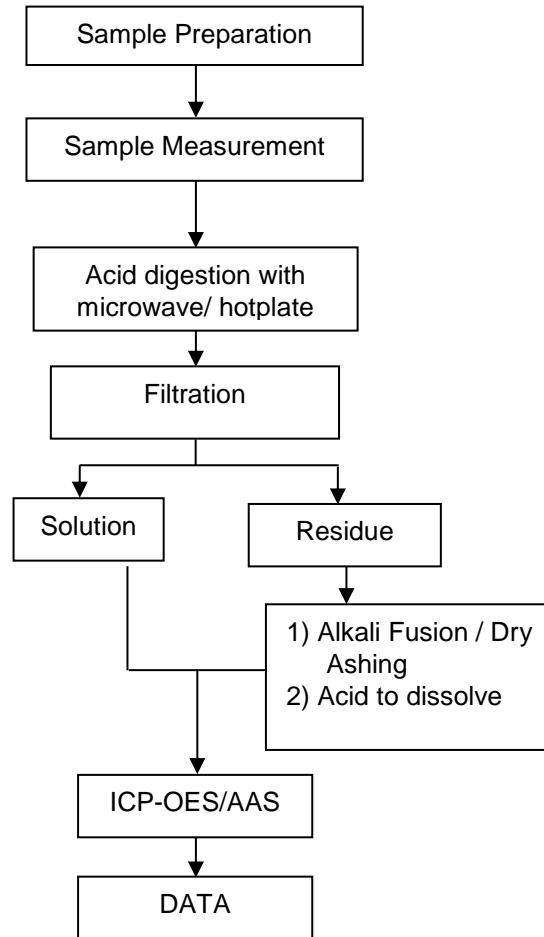 Sample Preparation
Sample Measurement
Acid digestion with
microwave/ hotplate
Filtration
Solution
Residue
1) Alkali Fusion / Dry
Ashing
2) Acid to dissolve
ICP-OES/AAS
DATA